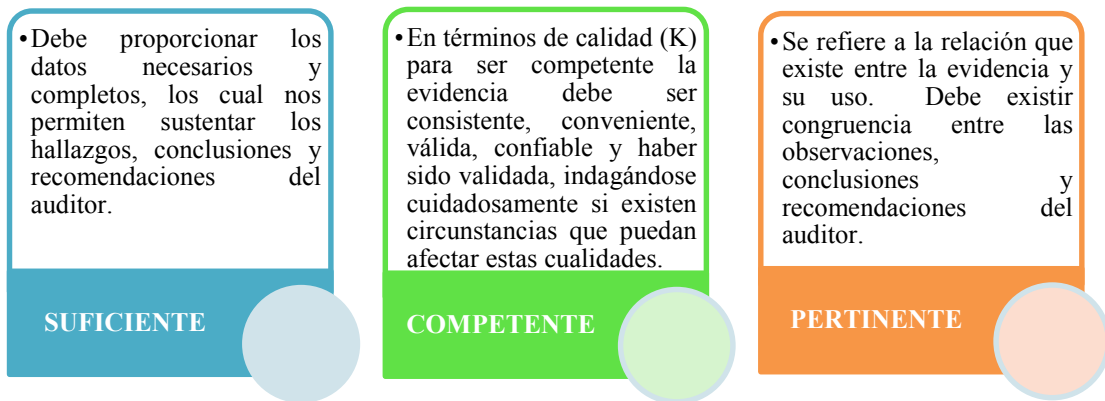 •Debe proporcionar los
datos necesarios y
completos, los cual nos
permiten sustentar los
hallazgos, conclusiones y
recomendaciones del
auditor.
SUFICIENTE
•En términos de calidad (K)
para ser competente la
evidencia debe ser
consistente, conveniente,
válida, confiable y haber
sido validada, indagándose
cuidadosamente si existen
circunstancias que puedan
afectar estas cualidades.
COMPETENTE
•Se refiere a la relación que
existe entre la evidencia y
su uso. Debe existir
congruencia entre las
observaciones,
conclusiones y
recomendaciones del
auditor.
PERTINENTE